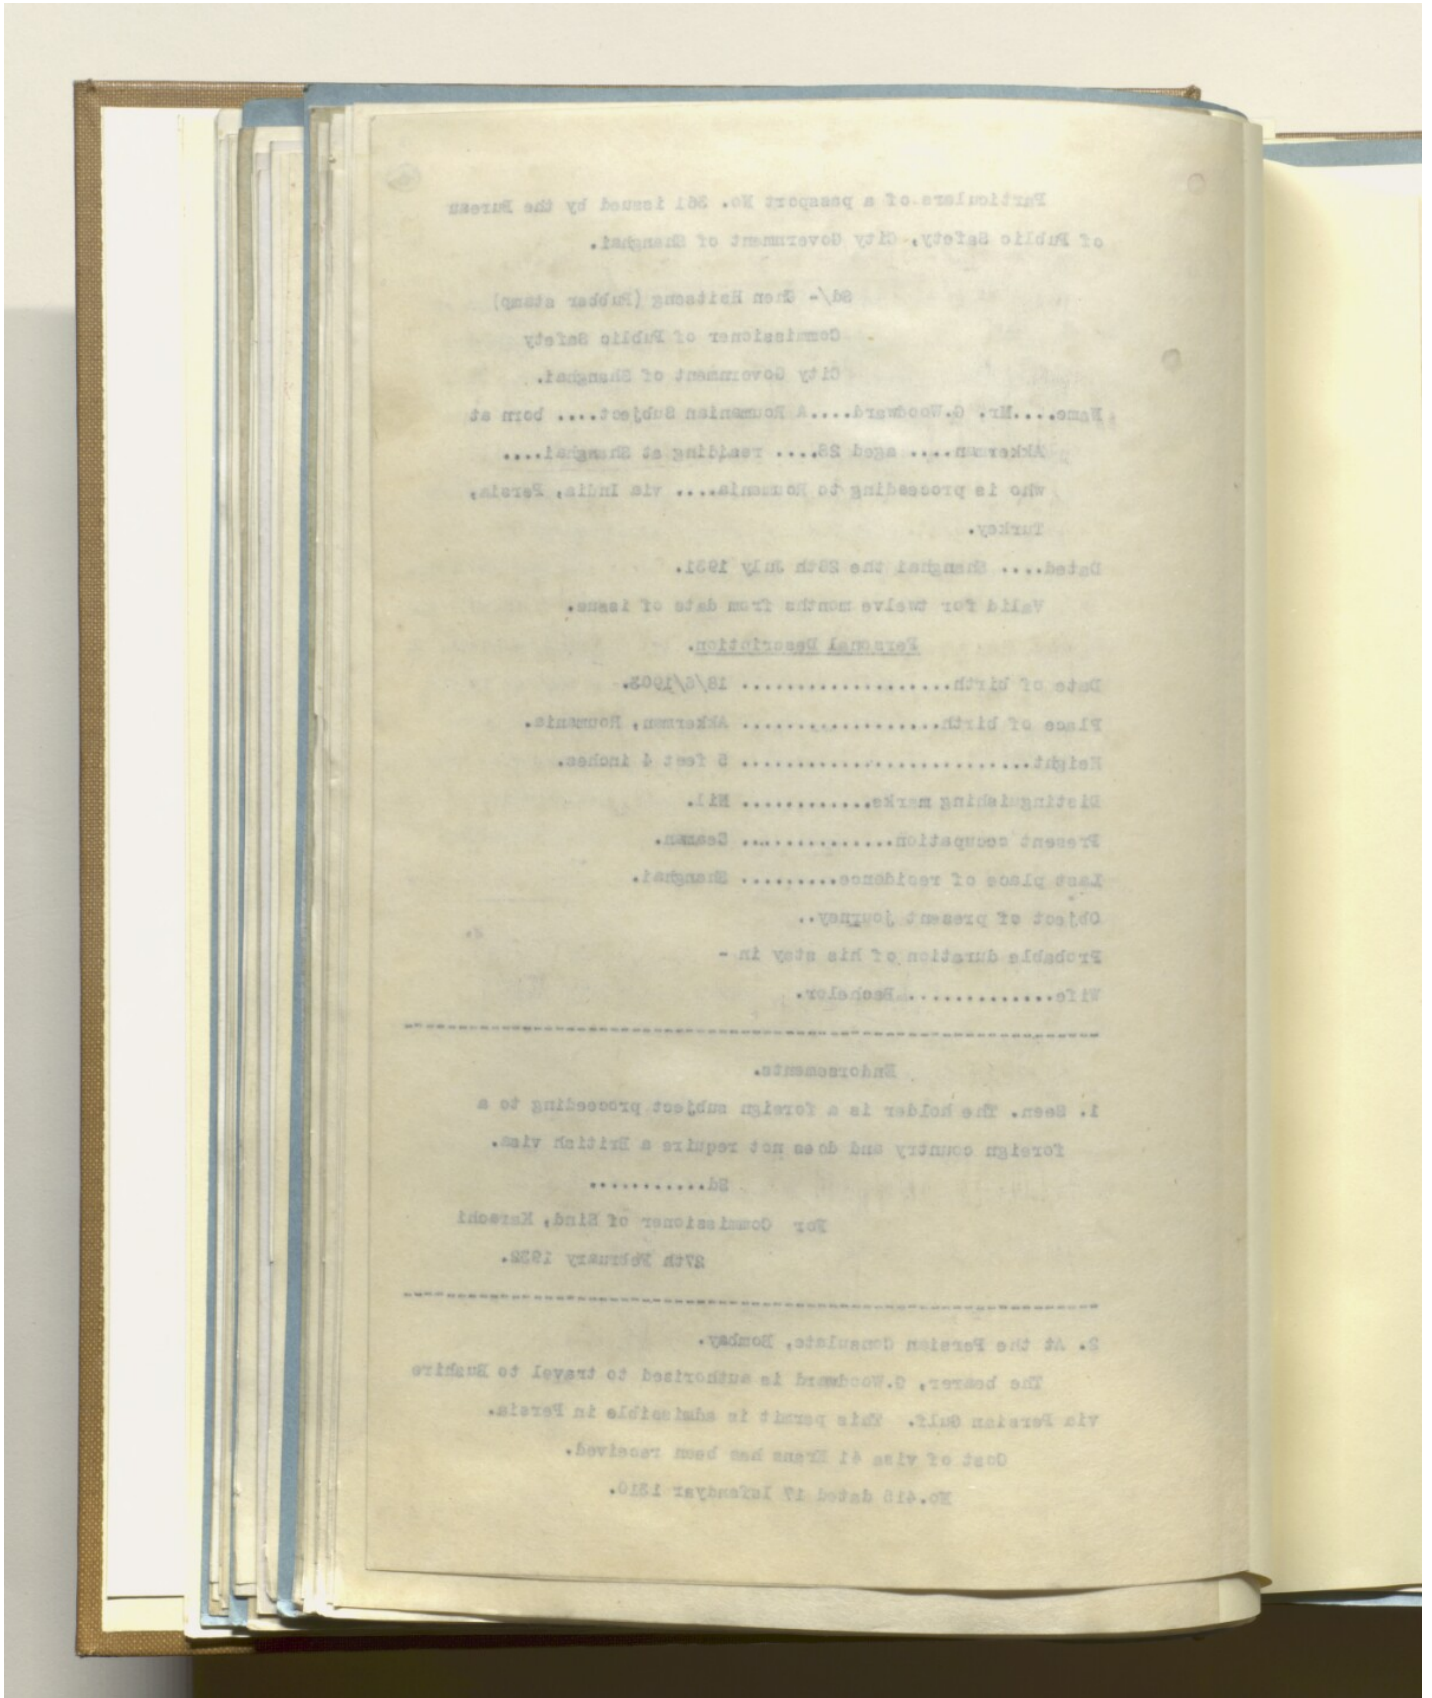 Particulars of a passport No. 361 issued by the Bureau
of Public Safety, City Government of Shanghai.
Sd/- Chen Hsitseng (Rubber stamp)
Commissioner of Public Safety
City Government of Shanghai.
Name....Mr. G.Woodward....A Roumanian Subject.... born at
Akkerman.... aged 28.... residing at Shanghai....
who is proceeding to Roumania.... via India, Persia,
Turkey.
Dated.... Shanghai the 28th July 1931.
Valid for twelve months from date of issue.
Personal Description.
Date of birth.................... 18/6/1903.
Place of birth................... Akkerman, Roumania.
Height........................... 5 feet 4 inches.
Distinguishing marks............ Nil.
Present occupation.............. Seaman.
Last place of residence......... Shanghai.
Object of present journey..
Probable duration of his stay in -
Wife.............. Bachelor.
Endorsements.
1. Seen. The holder is a foreign subject proceeding to a
foreign country and does not require a British visa.
Sd...........
For Commissioner of Sind, Karachi
27th February 1932.
2. At the Persian Consulate, Bombay.
The bearer, G.Woodward is authorised to travel to Bushire
via Persian Gulf. This permit is admissible in Persia.
Cost of visa 41 Krans has been received.
No.415 dated 17 Isfandyar 1310.